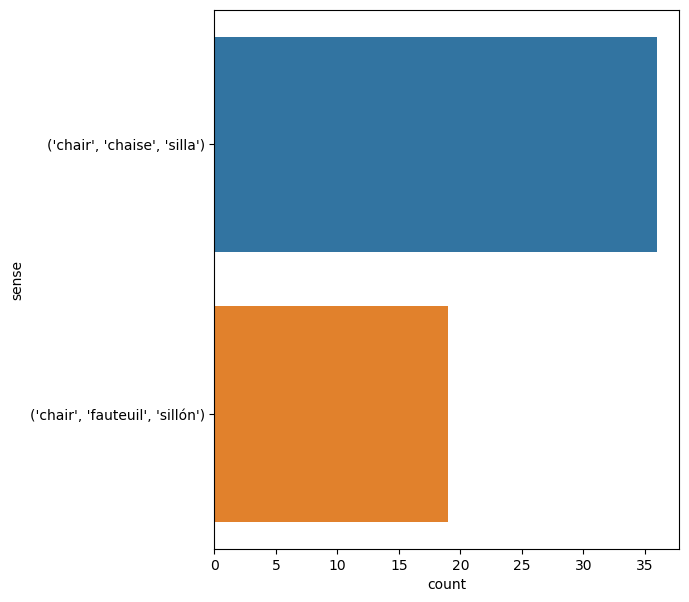 sense
('chair', 'chaise', 'silla')
('chair', 'fauteuil', 'sillón')
0 5 10 15 20 25 30 35
count